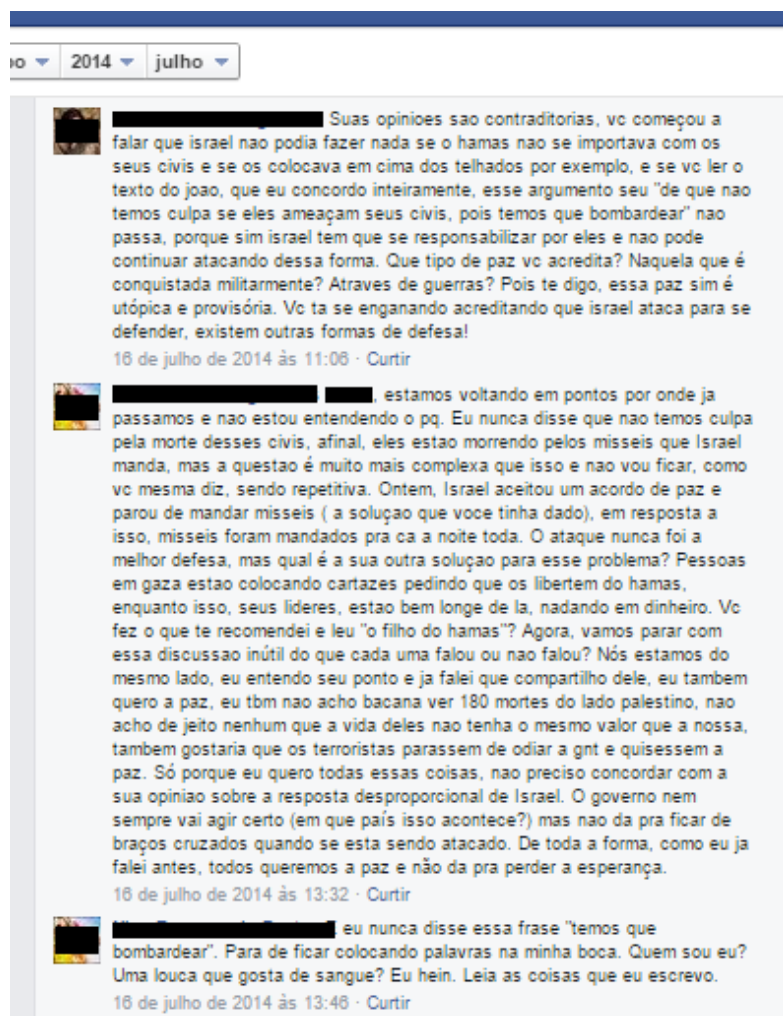 2014 julho
Suas opinioes sao contraditorias, vc começou a
falar que israel nao podia fazer nada se o hamas nao se importava com os
seus civis e se os colocava em cima dos telhados por exemplo, e se vc ler o
texto do joao, que eu concordo inteiramente, esse argumento seu "de que nao
temos culpa se eles ameaçam seus civis, pois temos que bombardear" nao
passa, porque sim israel tem que se responsabilizar por eles e nao pode
continuar atacando dessa forma. Que tipo de paz vc acredita? Naquela que é
conquistada militarmente? Atraves de guerras? Pois te digo, essa paz sim é
utópica e provisória. Vc ta se enganando acreditando que israel ataca para se
defender, existem outras formas de defesa!
16 de julho de 2014 às 11:06 · Curtir
, estamos voltando em pontos por onde ja
passamos e nao estou entendendo o pq. Eu nunca disse que nao temos culpa
pela morte desses civis, afinal, eles estao morrendo pelos misseis que Israel
manda, mas a questao é muito mais complexa que isso e nao vou ficar, como
vc mesma diz, sendo repetitiva. Ontem, Israel aceitou um acordo de paz e
parou de mandar misseis ( a soluçao que voce tinha dado), em resposta a
isso, misseis foram mandados pra ca a noite toda. O ataque nunca foi a
melhor defesa, mas qual é a sua outra soluçao para esse problema? Pessoas
em gaza estao colocando cartazes pedindo que os libertem do hamas,
enquanto isso, seus lideres, estao bem longe de la, nadando em dinheiro. Vc
fez o que te recomendei e leu "o filho do hamas"? Agora, vamos parar com
essa discussao inútil do que cada uma falou ou nao falou? Nós estamos do
mesmo lado, eu entendo seu ponto e ja falei que compartilho dele, eu tambem
quero a paz, eu tbm nao acho bacana ver 180 mortes do lado palestino, nao
acho de jeito nenhum que a vida deles nao tenha o mesmo valor que a nossa,
tambem gostaria que os terroristas parassem de odiar a gnt e quisessem a
paz. Só porque eu quero todas essas coisas, nao preciso concordar com a
sua opiniao sobre a resposta desproporcional de Israel. O governo nem
sempre vai agir certo (em que país isso acontece?) mas nao da pra ficar de
braços cruzados quando se esta sendo atacado. De toda a forma, como eu ja
falei antes, todos queremos a paz e não da pra perder a esperança.
16 de julho de 2014 às 13:32 · Curtir
eu nunca disse essa frase "temos que
bombardear". Para de ficar colocando palavras na minha boca. Quem sou eu?
Uma louca que gosta de sangue? Eu hein. Leia as coisas que eu escrevo.
16 de julho de 2014 às 13:46 · Curtir